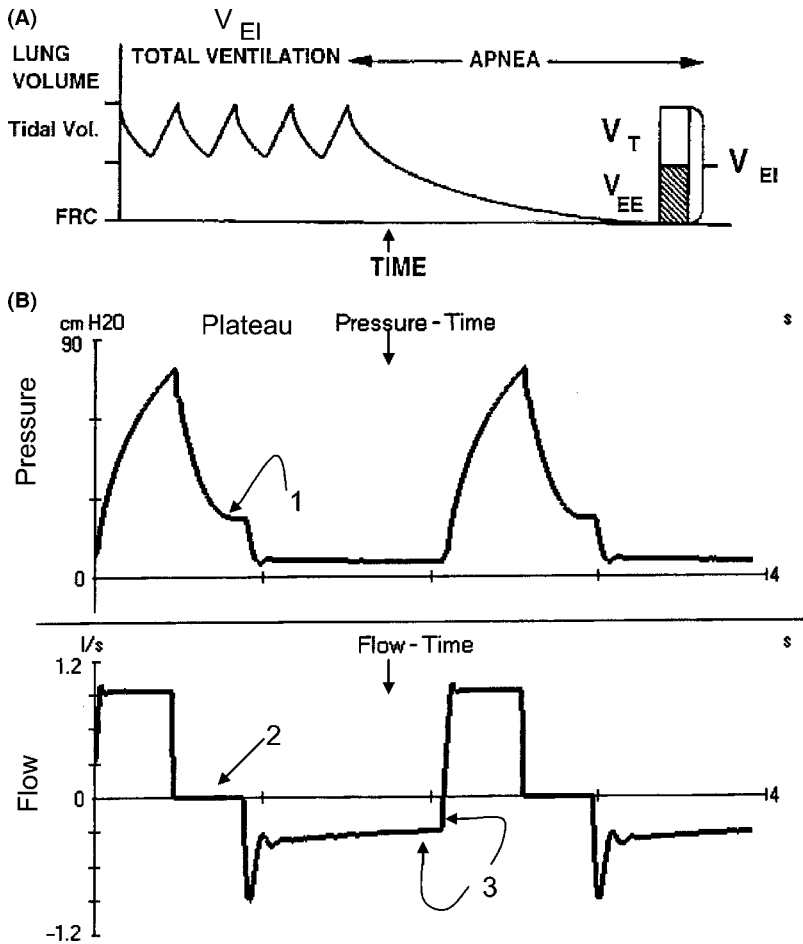 (A)
V EI
LUNG VOLUME
TOTAL VENTILATION
APNEA
Tidal Vol.
V T
V EI
V EE
FRC
TIME
(B)
cm H20
Plateau
Pressure-Time
s
90
Pressure
1
0
4
l/s
Flow-Time
s
1.2
2
Flow
0
4
3
-1.2